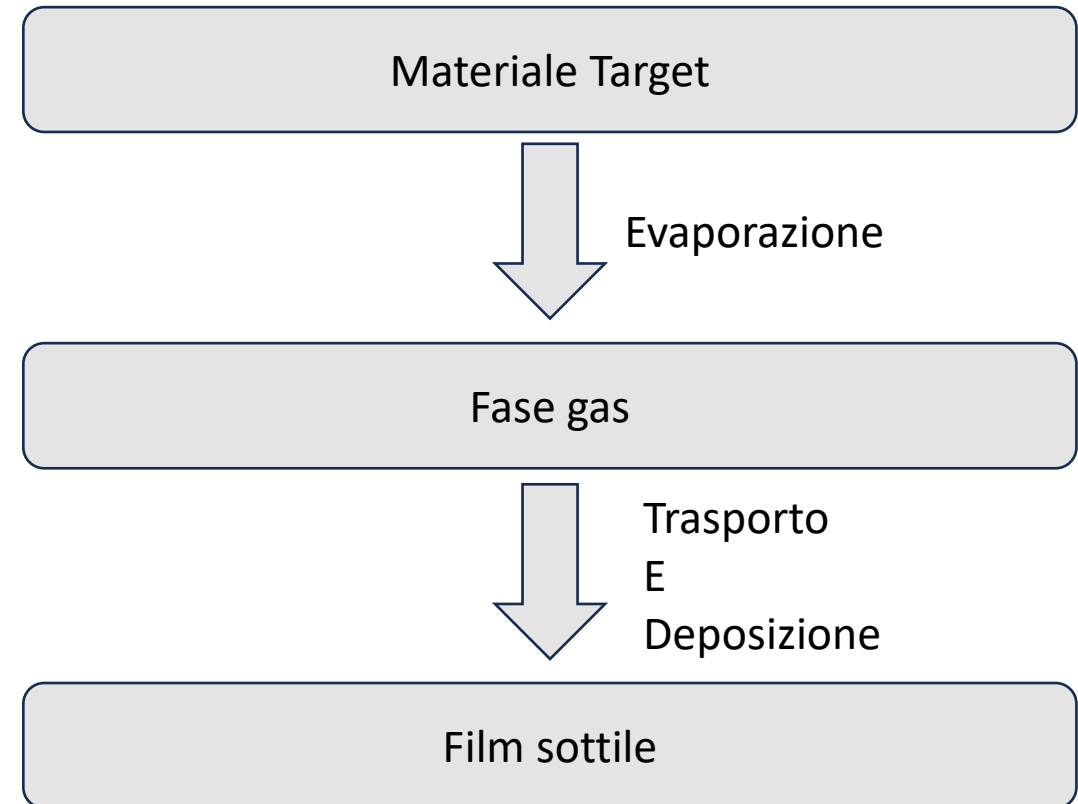 Materiale Target
Evaporazione
Fase gas
Trasporto
E
Deposizione
Film sottile